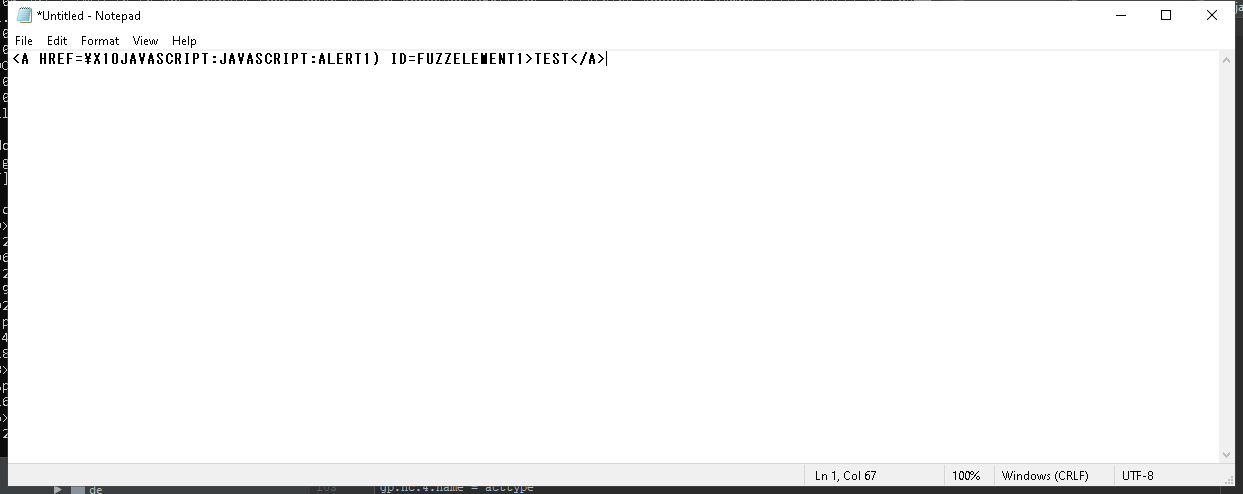 *Untitled - Notepad
File Edit Format View Help
<A HREF=¥X10JAVASCRIPT:JAVASCRIPT:ALERT1) ID=FUZZELEMENT1>TEST</A>
Ln 1, Col 67 100% Windows (CRLF) UTF-8
de